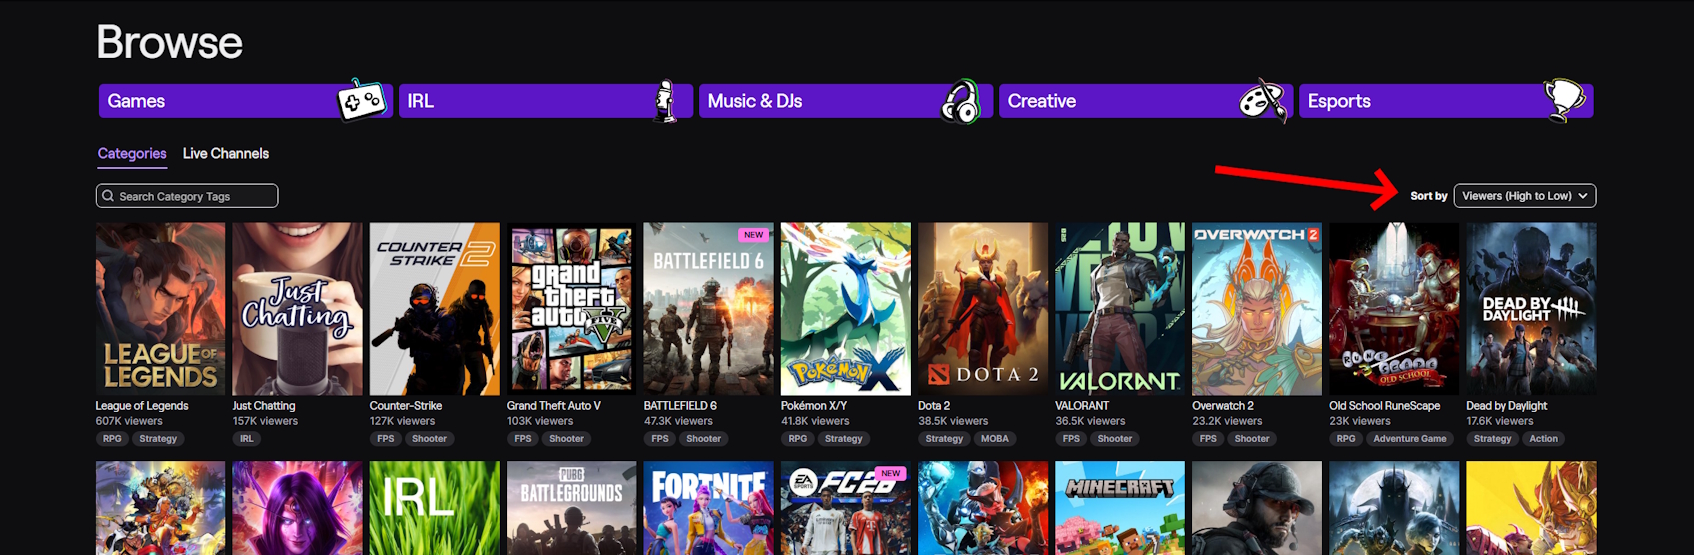 Browse
Games
IRL
Music & DJs
Creative
Esports
Categories
Live Channels
Search Category Tags
Sort by
Viewers (High to Low)
LEAGUE OF
LEGENDS
Just
Chatting
COUNTER
STRIKE 2
grand
theft
auto V
FIVE
NEW
BATTLEFIELD 6
POKéMON X
DOTA 2
VALORANT
OVERWATCH 2
RUNE SCAPE
OLD SCHOOL
DEAD BY
DAYLIGHT
League of Legends
607K viewers
RPG
Strategy
Just Chatting
157K viewers
IRL
Counter-Strike
127K viewers
FPS
Shooter
Grand Theft Auto V
103K viewers
FPS
Shooter
BATTLEFIELD 6
47.3K viewers
FPS
Shooter
Pokémon X/Y
41.8K viewers
RPG
Strategy
Dota 2
38.5K viewers
Strategy
MOBA
VALORANT
36.5K viewers
FPS
Shooter
Overwatch 2
23.2K viewers
FPS
Shooter
Old School RuneScape
23K viewers
RPG
Adventure Game
Dead by Daylight
17.6K viewers
Strategy
Action
IRL
PUBG
BATTLEGROUNDS
FORTNITE
NEW
EA SPORTS FC26
MINECRAFT